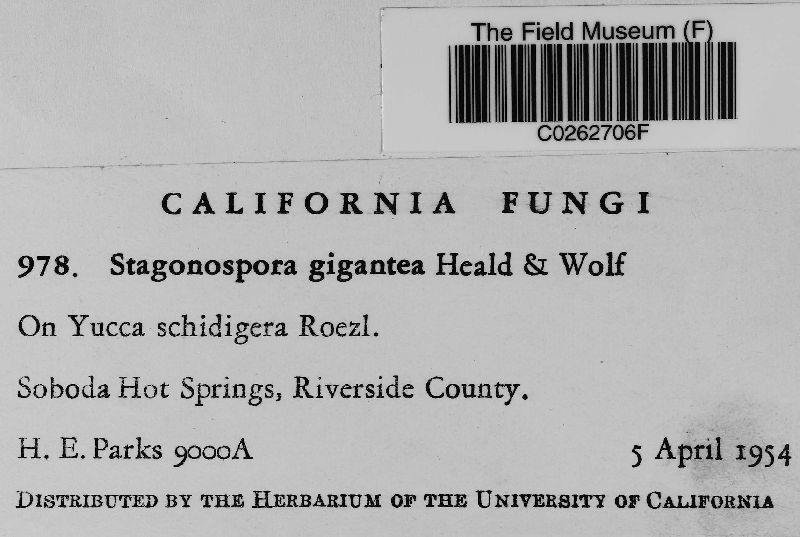 The Field Museum (F)
C0262706F
CALIFORNIA FUNGI
978. Stagonospora gigantea Heald & Wolf
On Yucca schidigera Roezl.
Soboda Hot Springs, Riverside County.
H. E. Parks 9000A 5 April 1954
DISTRIBUTED BY THE HERBARIUM OF THE UNIVERSITY OF CALIFORNIA